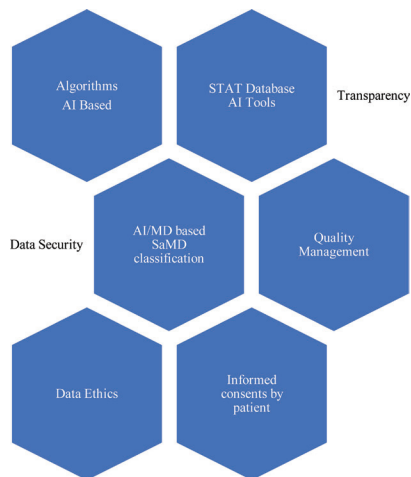 Algorithms
AI Based
STAT Database
AI Tools
Transparency
Data Security
AI/MD based
SaMD
classification
Quality
Management
Data Ethics
Informed
consents by
patient